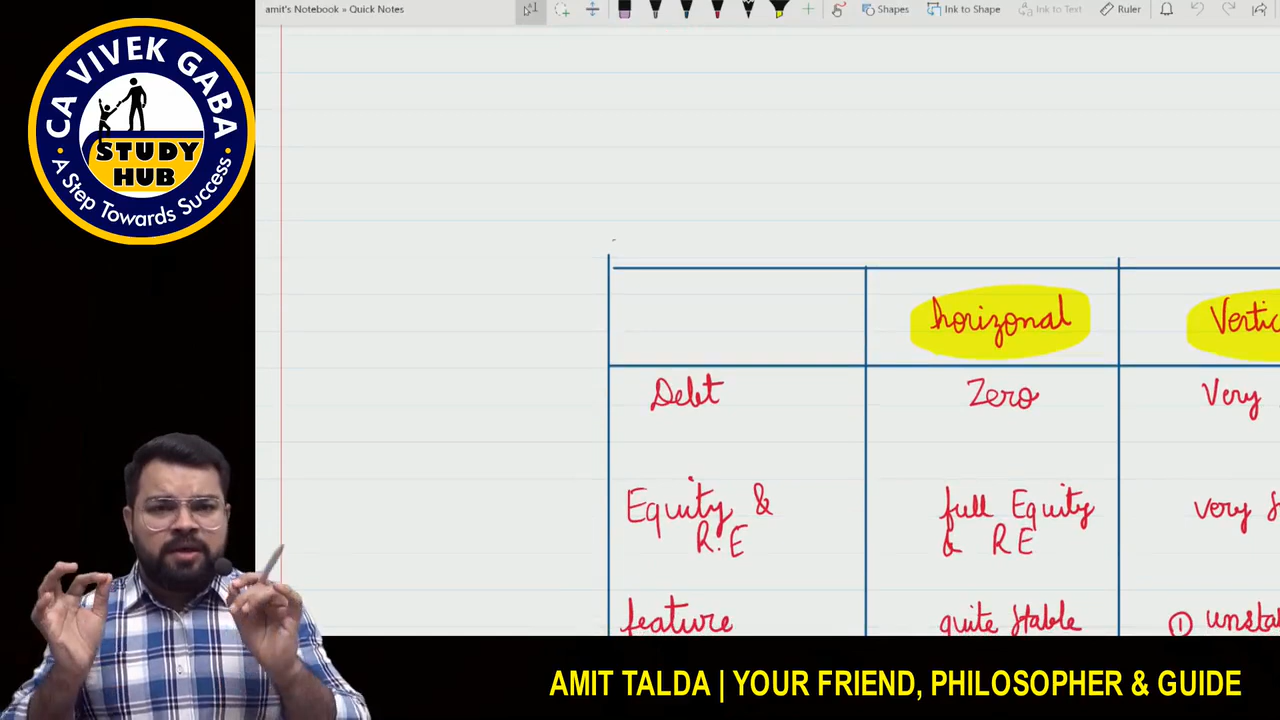 amit's Notebook » Quick Notes
Shapes
Ink to Shape
Ink to Text
Ruler
CA VIVEK GABA
STUDY
HUB
A Step Towards Success
horizonal
Debt
Zero
Very
Equity &
R.E
full Equity
& RE
very
feature
quite stable
①
AMIT TALDA | YOUR FRIEND, PHILOSOPHER & GUIDE